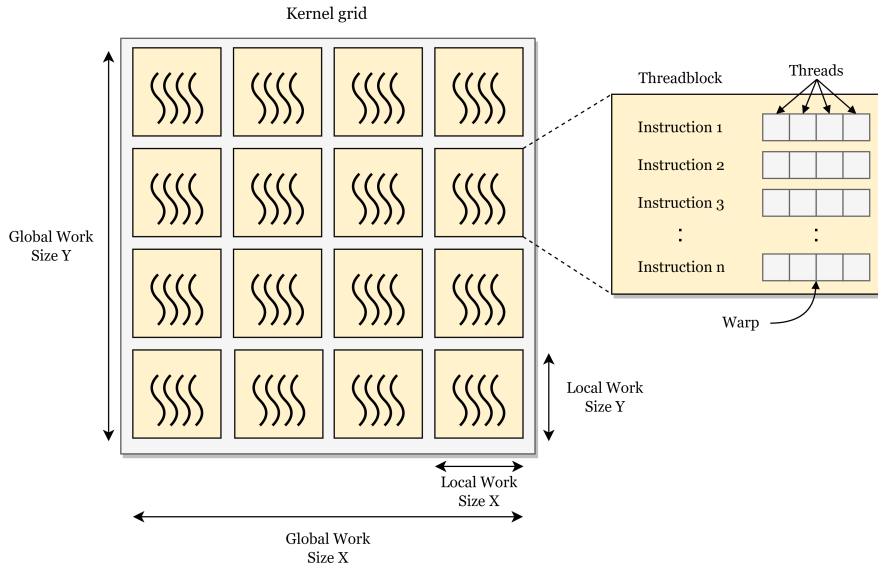 Kernel grid
Threadblock
Threads
Instruction 1
Instruction 2
Instruction 3
:
:
Instruction n
Warp
Global Work
Size Y
Local Work
Size Y
Local Work
Size X
Global Work
Size X